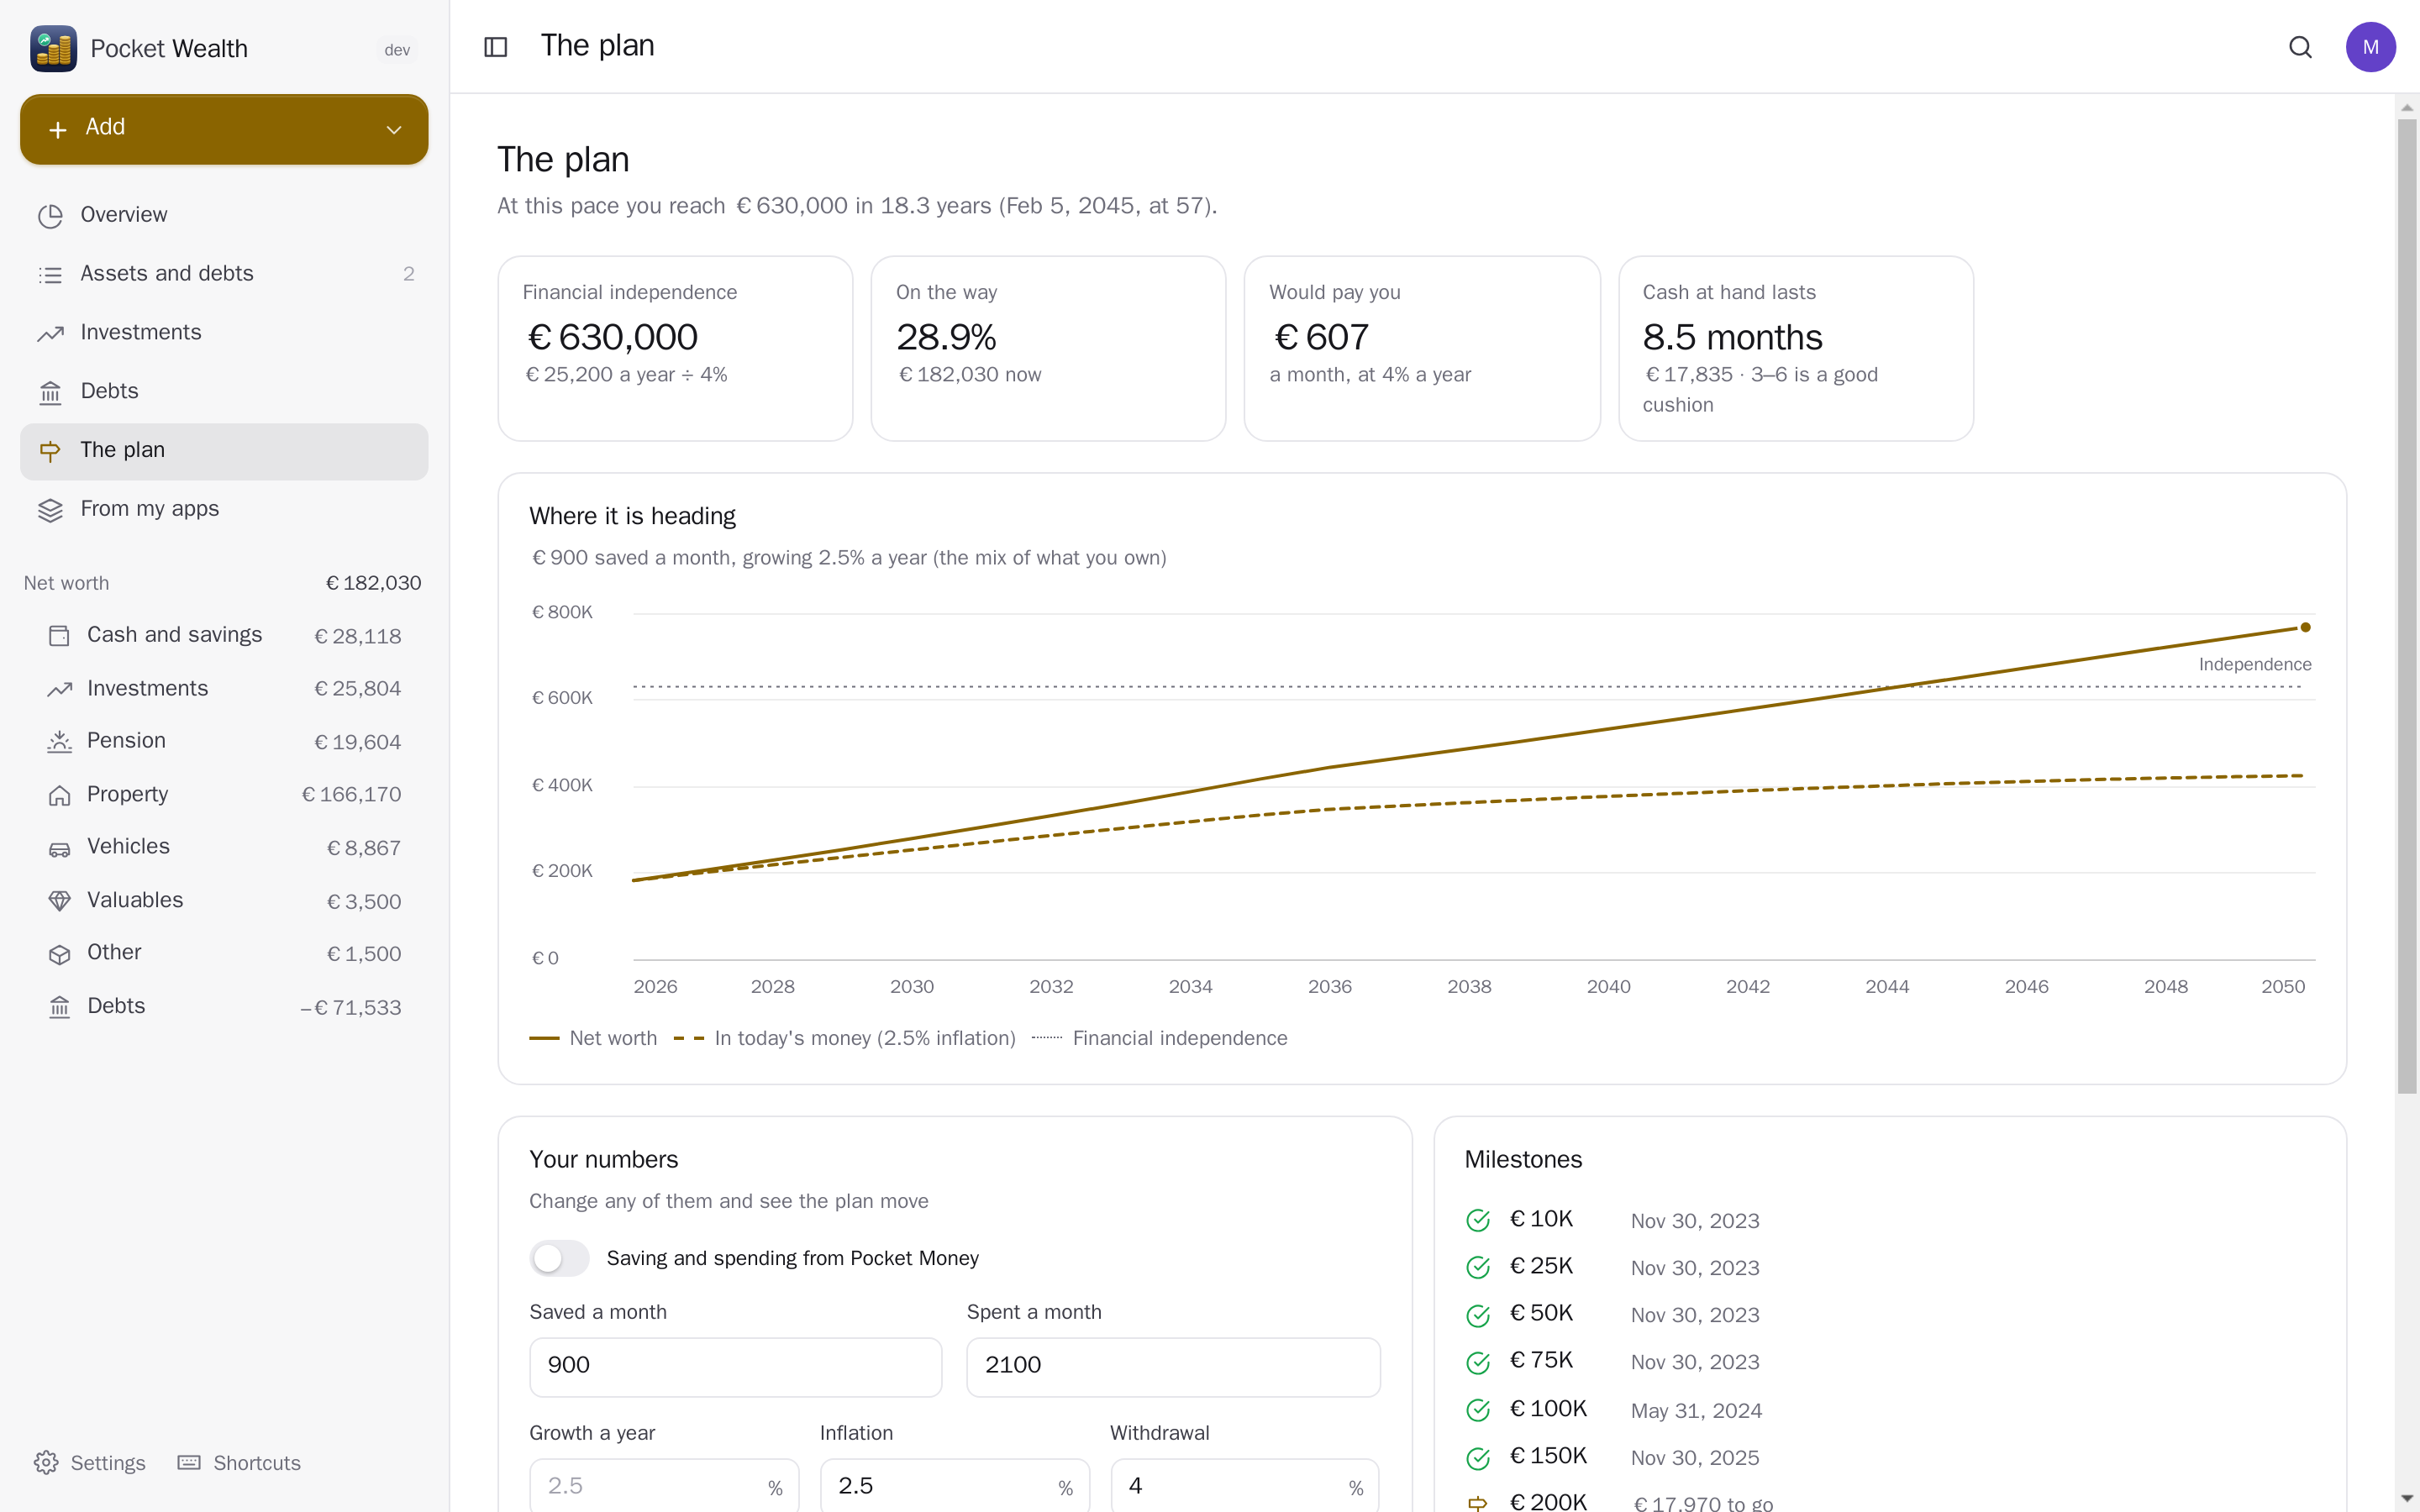 Pocket Wealth
dev
Add
Overview
Assets and debts 2
Investments
Debts
The plan
From my apps
Net worth € 182,030
Cash and savings € 28,118
Investments € 25,804
Pension € 19,604
Property € 166,170
Vehicles € 8,867
Valuables € 3,500
Other € 1,500
Debts –€ 71,533
Settings
Shortcuts
The plan
M
The plan
At this pace you reach € 630,000 in 18.3 years (Feb 5, 2045, at 57).
Financial independence
€ 630,000
€ 25,200 a year ÷ 4%
On the way
28.9%
€ 182,030 now
Would pay you
€ 607
a month, at 4% a year
Cash at hand lasts
8.5 months
€ 17,835 · 3–6 is a good
cushion
Where it is heading
€ 900 saved a month, growing 2.5% a year (the mix of what you own)
€ 800K
€ 600K
€ 400K
€ 200K
€ 0
Independence
2026 2028 2030 2032 2034 2036 2038 2040 2042 2044 2046 2048 2050
Net worth In today's money (2.5% inflation) Financial independence
Your numbers
Change any of them and see the plan move
Saving and spending from Pocket Money
Saved a month
900
Spent a month
2100
Growth a year
2.5 %
Inflation
2.5 %
Withdrawal
4 %
Milestones
€ 10K Nov 30, 2023
€ 25K Nov 30, 2023
€ 50K Nov 30, 2023
€ 75K Nov 30, 2023
€ 100K May 31, 2024
€ 150K Nov 30, 2025
€ 200K € 17,970 to go